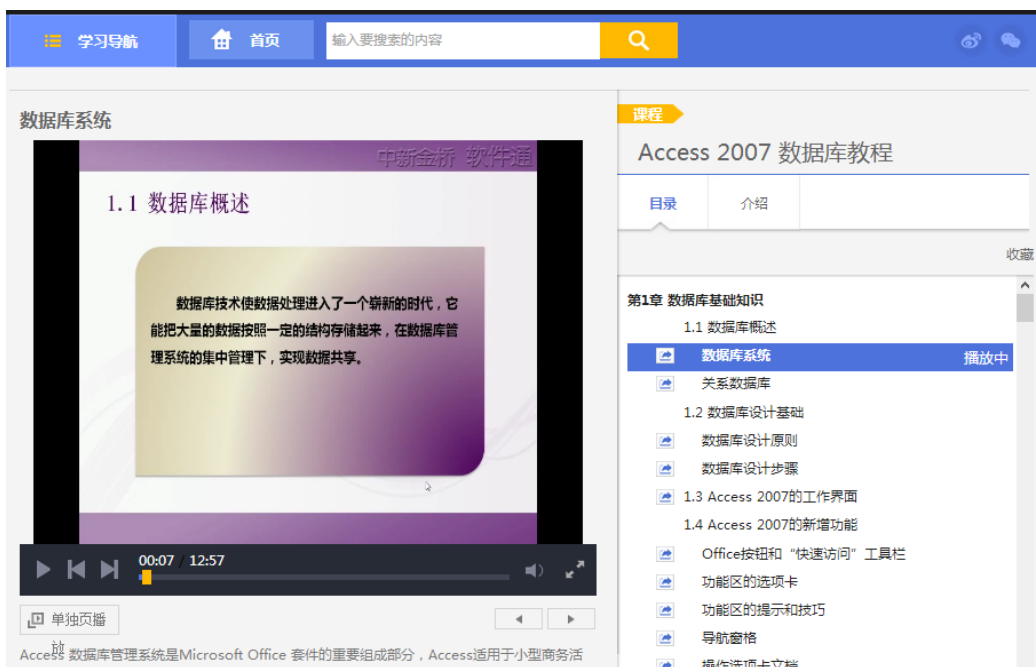 学习导航
首页
输入要搜索的内容
数据库系统
中新金桥 软件通
1.1 数据库概述
数据库技术使数据处理进入了一个崭新的时代，它
能把大量的数据按照一定的结构存储起来，在数据库管
理系统的集中管理下，实现数据共享。
00:07 / 12:57
单独页播
放
Access 数据库管理系统是Microsoft Office 套件的重要组成部分，Access适用于小型商务活
课程
Access 2007 数据库教程
目录
介绍
收藏
第1章 数据库基础知识
1.1 数据库概述
数据库系统 播放中
关系数据库
1.2 数据库设计基础
数据库设计原则
数据库设计步骤
1.3 Access 2007的工作界面
1.4 Access 2007的新增功能
Office按钮和“快速访问”工具栏
功能区的选项卡
功能区的提示和技巧
导航窗格
操作选项卡文档